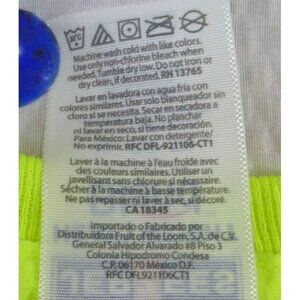 30°C
Machine wash cold with like colors.
Use only non-chlorine bleach when
needed. Tumble dry low. Do not iron or
dry clean, if decorated. RN 13765
Lavar en lavadora con agua fria con
colores similares. Usar solo blanqueador sin
cloro si se necesita. Secar en secadora a
temperatura baja. No planchar
ni lavar en seco, si tiene decoración.
Para México: Lavar con detergente/
No exprimir. RFC DFL-921106-CT1
Laver à la machine à l'eau froide avec
des couleurs similaires. Utiliser un
javellisant sans chlorure si nécessaire.
Sécher à la machine à basse température.
Ne pas repasser ni laver à sec, si décoré.
CA 18345
Importado o Fabricado por
Distribuidora Fruit of the Loom, S.A. de C.V.
General Salvador Alvarado #8 Piso 3
Colonia Hipodromo Condesa
C.P. 06170 México D.F.
RFC DFL921106CT1